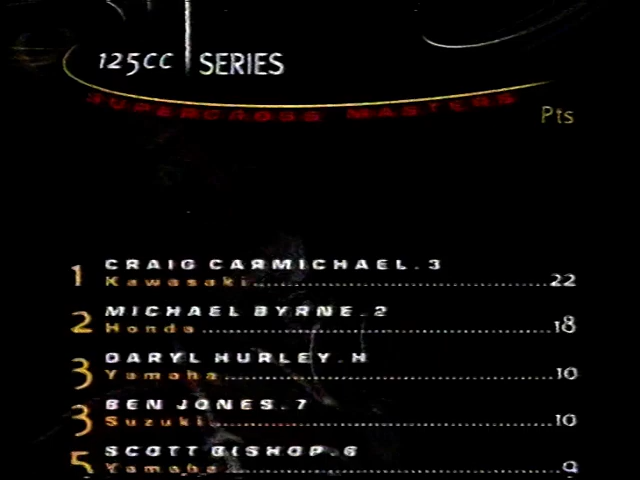 125CC | SERIES
SUPERCROSS MASTERS
Pts
1 CRAIG CARMICHAEL.3
Kawasaki 22
2 MICHAEL BYRNE.2
Honda 18
3 DARYL HURLEY.H
Yamaha 10
3 BEN JONES.7
Suzuki 10
5 SCOTT BISHOP.6
Yamaha